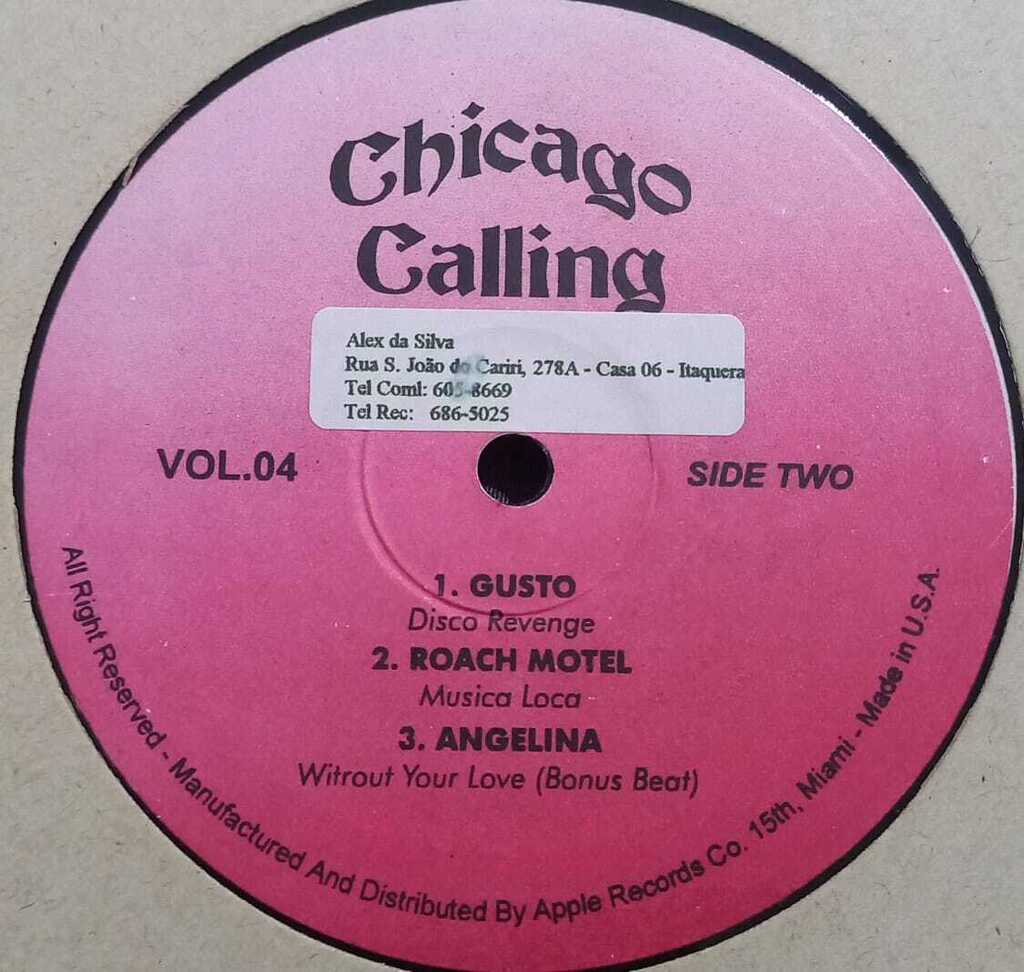 Chicago
Calling
Alex da Silva
Rua S. João do Cariri, 278A - Casa 06 - Itaquera
Tel Coml: 605-8669
Tel Rec: 686-5025
VOL.04
SIDE TWO
1. GUSTO
Disco Revenge
2. ROACH MOTEL
Musica Loca
3. ANGELINA
Witrout Your Love (Bonus Beat)
All Right Reserved - Manufactured And Distributed By Apple Records Co. 15th, Miami - Made in U.S.A.